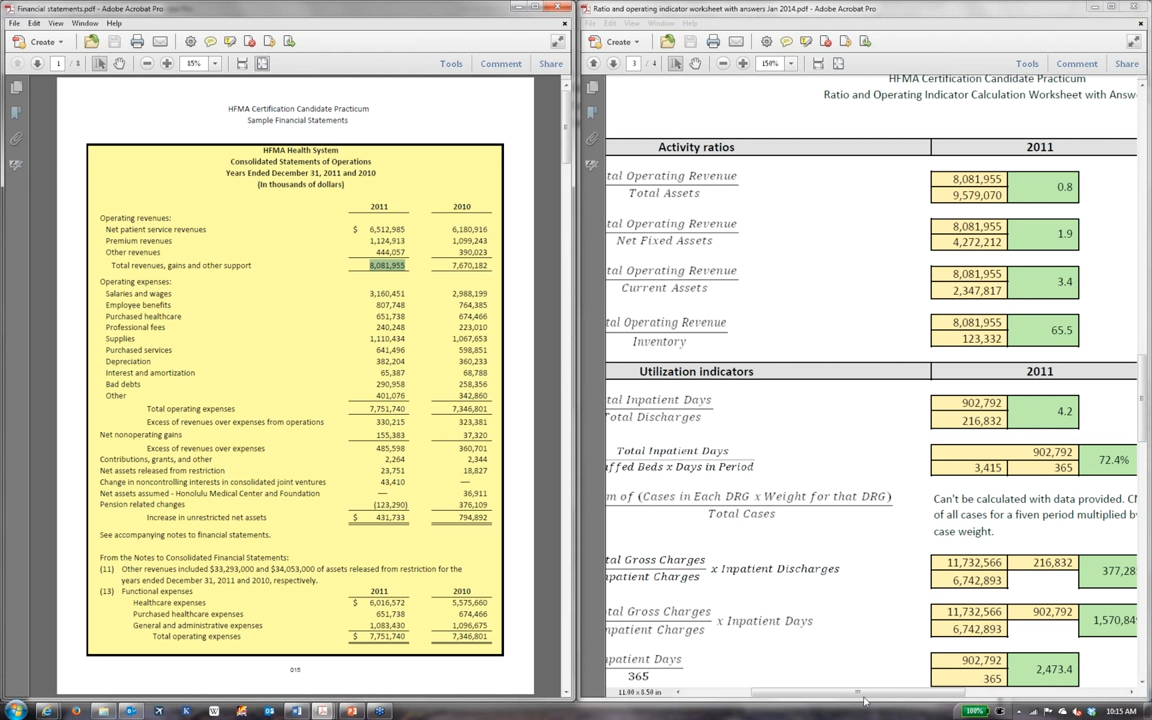 Financial statements.pdf - Adobe Acrobat Pro
File Edit View Window Help
Create
1 / 8
85%
Tools Comment Share
HFMA Certification Candidate Practicum
Sample Financial Statements
HFMA Health System
Consolidated Statements of Operations
Years Ended December 31, 2011 and 2010
(In thousands of dollars)
2011 2010
Operating revenues:
Net patient service revenues $ 6,512,985 6,180,916
Premium revenues 1,124,913 1,099,243
Other revenues 444,057 390,023
Total revenues, gains and other support 8,081,955 7,670,182
Operating expenses:
Salaries and wages 3,160,451 2,988,199
Employee benefits 807,748 764,385
Purchased healthcare 651,738 674,466
Professional fees 240,248 223,010
Supplies 1,110,434 1,067,653
Purchased services 641,496 598,851
Depreciation 382,204 360,233
Interest and amortization 65,387 68,788
Bad debts 290,958 258,356
Other 401,076 342,860
Total operating expenses 7,751,740 7,346,801
Excess of revenues over expenses from operations 330,215 323,381
Net nonoperating gains 155,383 37,320
Excess of revenues over expenses 485,598 360,701
Contributions, grants, and other 2,264 2,344
Net assets released from restriction 23,751 18,827
Change in noncontrolling interests in consolidated joint ventures 43,410 —
Net assets assumed - Honolulu Medical Center and Foundation — 36,911
Pension related changes (123,290) 376,109
Increase in unrestricted net assets $ 431,733 794,892
See accompanying notes to financial statements.
From the Notes to Consolidated Financial Statements:
(11) Other revenues included $33,293,000 and $34,053,000 of assets released from restriction for the
years ended December 31, 2011 and 2010, respectively.
(13) Functional expenses 2011 2010
Healthcare expenses $ 6,016,572 5,575,660
Purchased healthcare expenses 651,738 674,466
General and administrative expenses 1,083,430 1,096,675
Total operating expenses $ 7,751,740 7,346,801
Ratio and operating indicator worksheet with answers Jan 2014.pdf - Adobe Acrobat Pro
File Edit View Window Help
Create
3 / 4
150%
Tools Comment Share
HFMA Certification Candidate Practicum
Ratio and Operating Indicator Calculation Worksheet with Answ
Activity ratios 2011
tal Operating Revenue 8,081,955 0.8
Total Assets 9,579,070
tal Operating Revenue 8,081,955 1.9
Net Fixed Assets 4,272,212
tal Operating Revenue 8,081,955 3.4
Current Assets 2,347,817
tal Operating Revenue 8,081,955 65.5
Inventory 123,332
Utilization indicators 2011
tal Inpatient Days 902,792 4.2
Total Discharges 216,832
Total Inpatient Days 902,792 72.4%
ffed Beds x Days in Period 3,415 365
m of (Cases in Each DRG x Weight for that DRG)
Total Cases
Can't be calculated with data provided. CM
of all cases for a fiven period multiplied by
case weight.
tal Gross Charges x Inpatient Discharges 11,732,566 216,832 377,28
npatient Charges 6,742,893
tal Gross Charges x Inpatient Days 11,732,566 902,792 1,570,84
npatient Charges 6,742,893
npatient Days 902,792 2,473.4
365 365
11.00 x 8.50 in
100%
10:15 AM